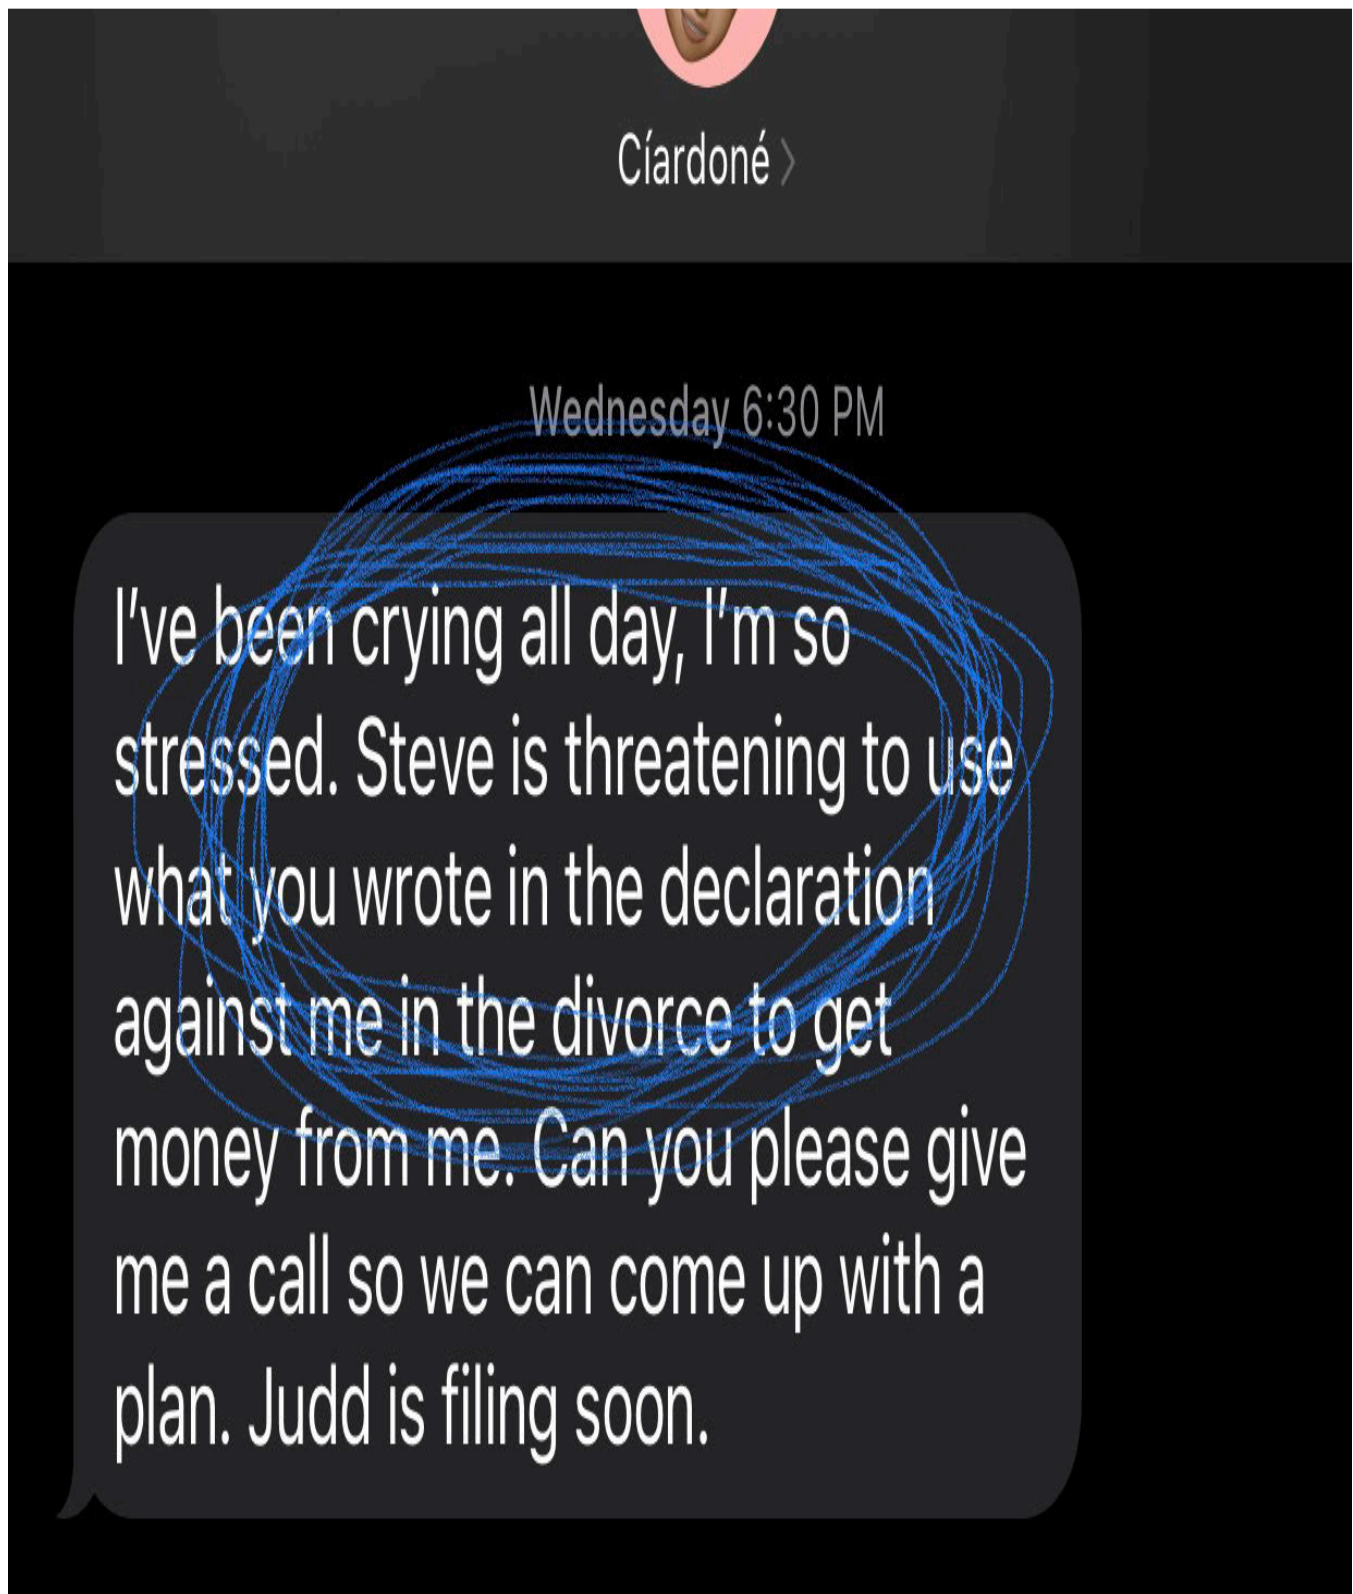 Cíardoné
Wednesday 6:30 PM
I’ve been crying all day, I’m so
stressed. Steve is threatening to use
what you wrote in the declaration
against me in the divorce to get
money from me. Can you please give
me a call so we can come up with a
plan. Judd is filing soon.